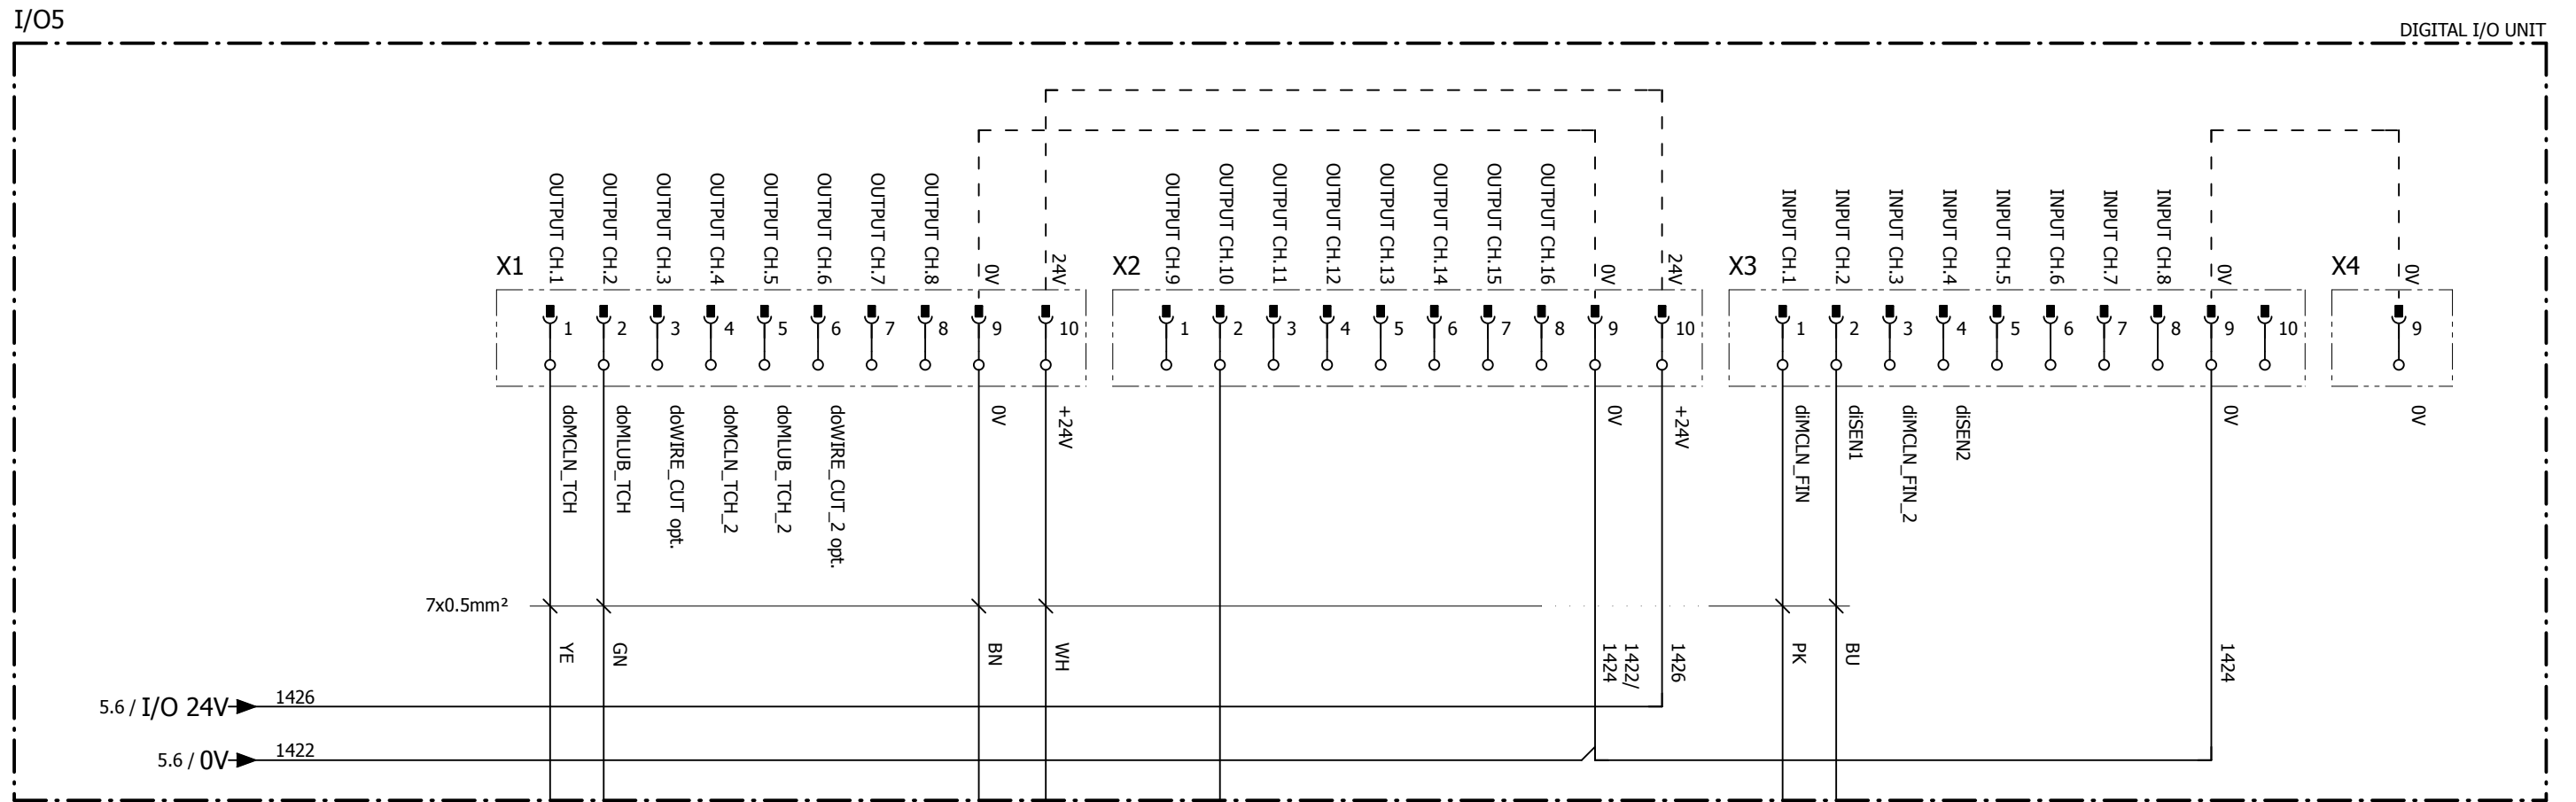 I/O5
DIGITAL I/O UNIT
X1
OUTPUT CH.1
OUTPUT CH.2
OUTPUT CH.3
OUTPUT CH.4
OUTPUT CH.5
OUTPUT CH.6
OUTPUT CH.7
OUTPUT CH.8
0V
24V
X2
OUTPUT CH.9
OUTPUT CH.10
OUTPUT CH.11
OUTPUT CH.12
OUTPUT CH.13
OUTPUT CH.14
OUTPUT CH.15
OUTPUT CH.16
0V
24V
X3
INPUT CH.1
INPUT CH.2
INPUT CH.3
INPUT CH.4
INPUT CH.5
INPUT CH.6
INPUT CH.7
INPUT CH.8
0V
X4
0V
1 2 3 4 5 6 7 8 9 10
1 2 3 4 5 6 7 8 9 10
1 2 3 4 5 6 7 8 9 10
9
doMCLN_TCH
doMLUB_TCH
doWIRE_CUT opt.
doMCLN_TCH_2
doMLUB_TCH_2
doWIRE_CUT_2 opt.
0V
+24V
0V
+24V
diMCLN_FIN
diSEN1
diMCLN_FIN_2
diSEN2
0V
0V
7x0.5mm²
YE
GN
BN
WH
1422/
1424
1426
PK
BU
1424
5.6 / I/O 24V
1426
5.6 / 0V
1422